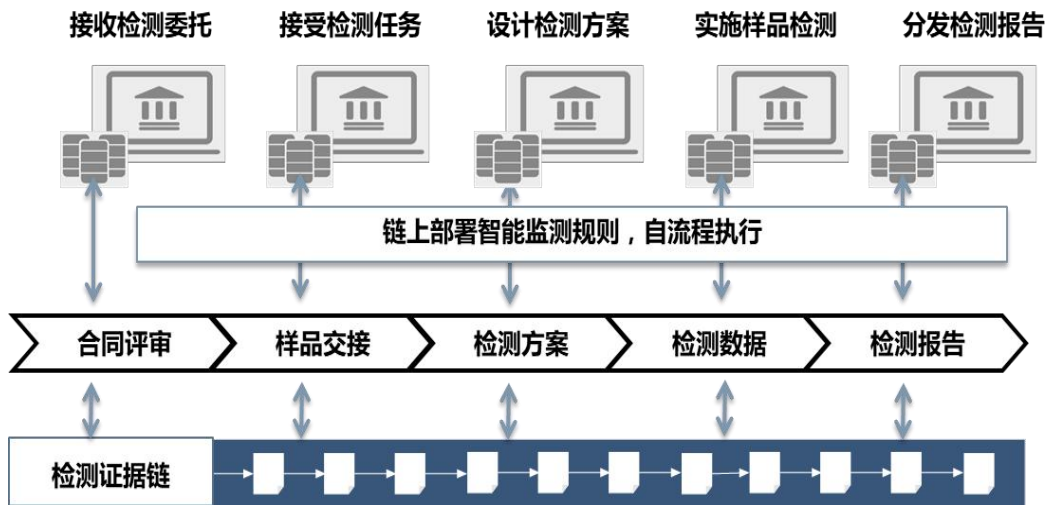 接收检测委托
接受检测任务
设计检测方案
实施样品检测
分发检测报告
链上部署智能监测规则，自流程执行
合同评审
样品交接
检测方案
检测数据
检测报告
检测证据链